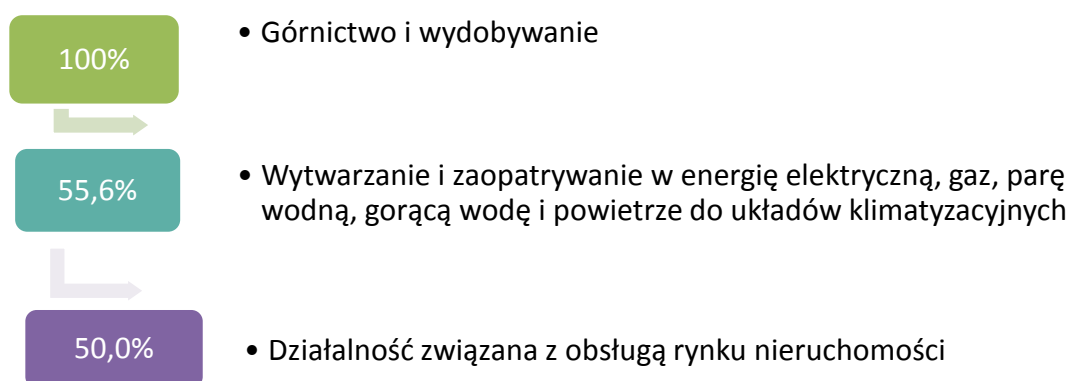 100%
• Górnictwo i wydobywanie
55,6%
• Wytwarzanie i zaopatrywanie w energię elektryczną, gaz, parę
wodną, gorącą wodę i powietrze do układów klimatyzacyjnych
50,0%
• Działalność związana z obsługą rynku nieruchomości